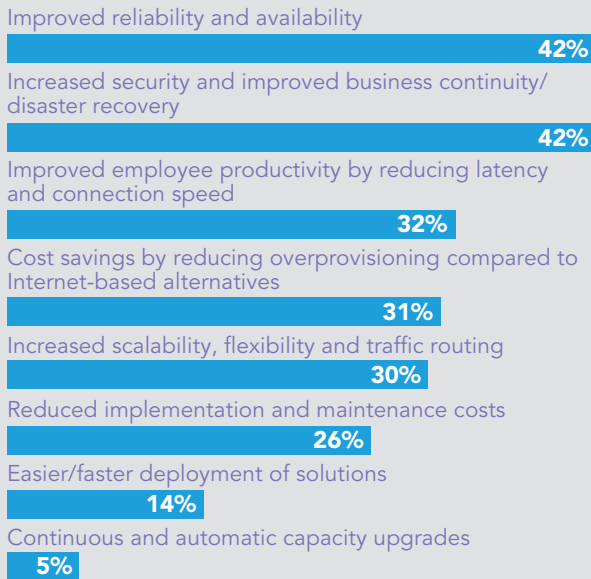 Improved reliability and availability
42%
Increased security and improved business continuity/
disaster recovery
42%
Improved employee productivity by reducing latency
and connection speed
32%
Cost savings by reducing overprovisioning compared to
Internet-based alternatives
31%
Increased scalability, flexibility and traffic routing
30%
Reduced implementation and maintenance costs
26%
Easier/faster deployment of solutions
14%
Continuous and automatic capacity upgrades
5%